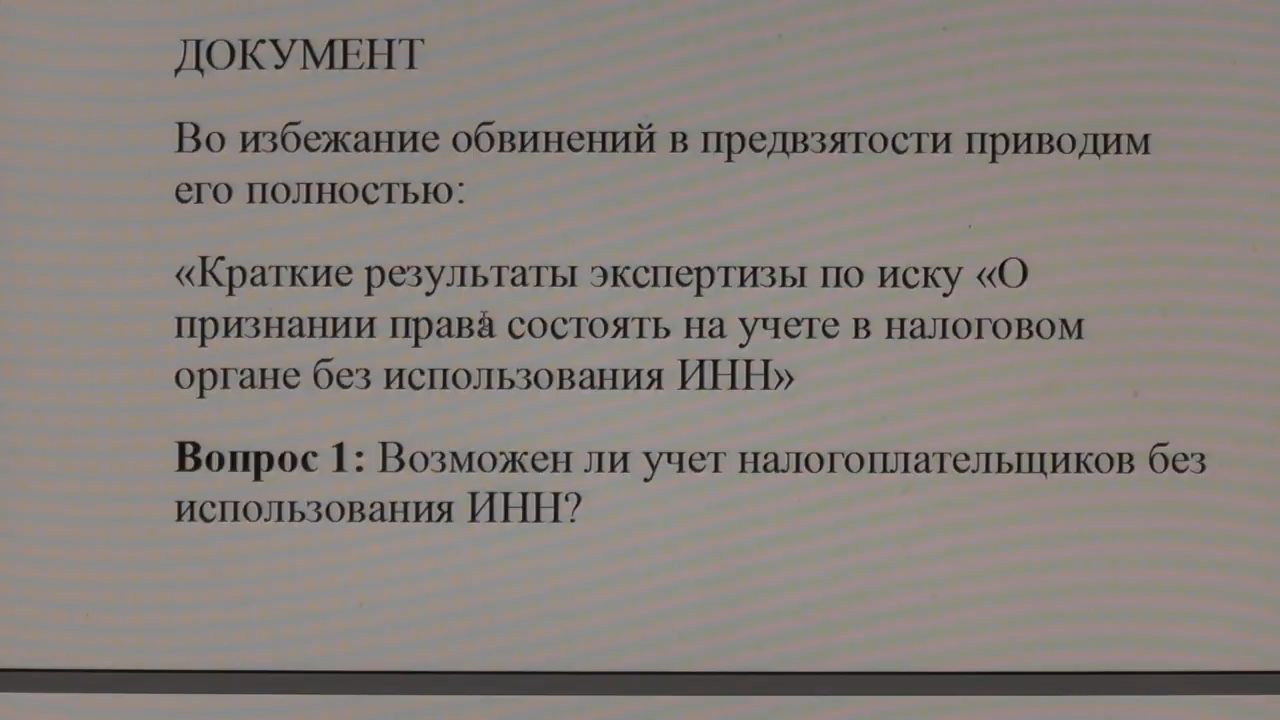 ДОКУМЕНТ
Во избежание обвинений в предвзятости приводим
его полностью:
«Краткие результаты экспертизы по иску «О
признании права состоять на учете в налоговом
органе без использования ИНН»
Вопрос 1: Возможен ли учет налогоплательщиков без
использования ИНН?